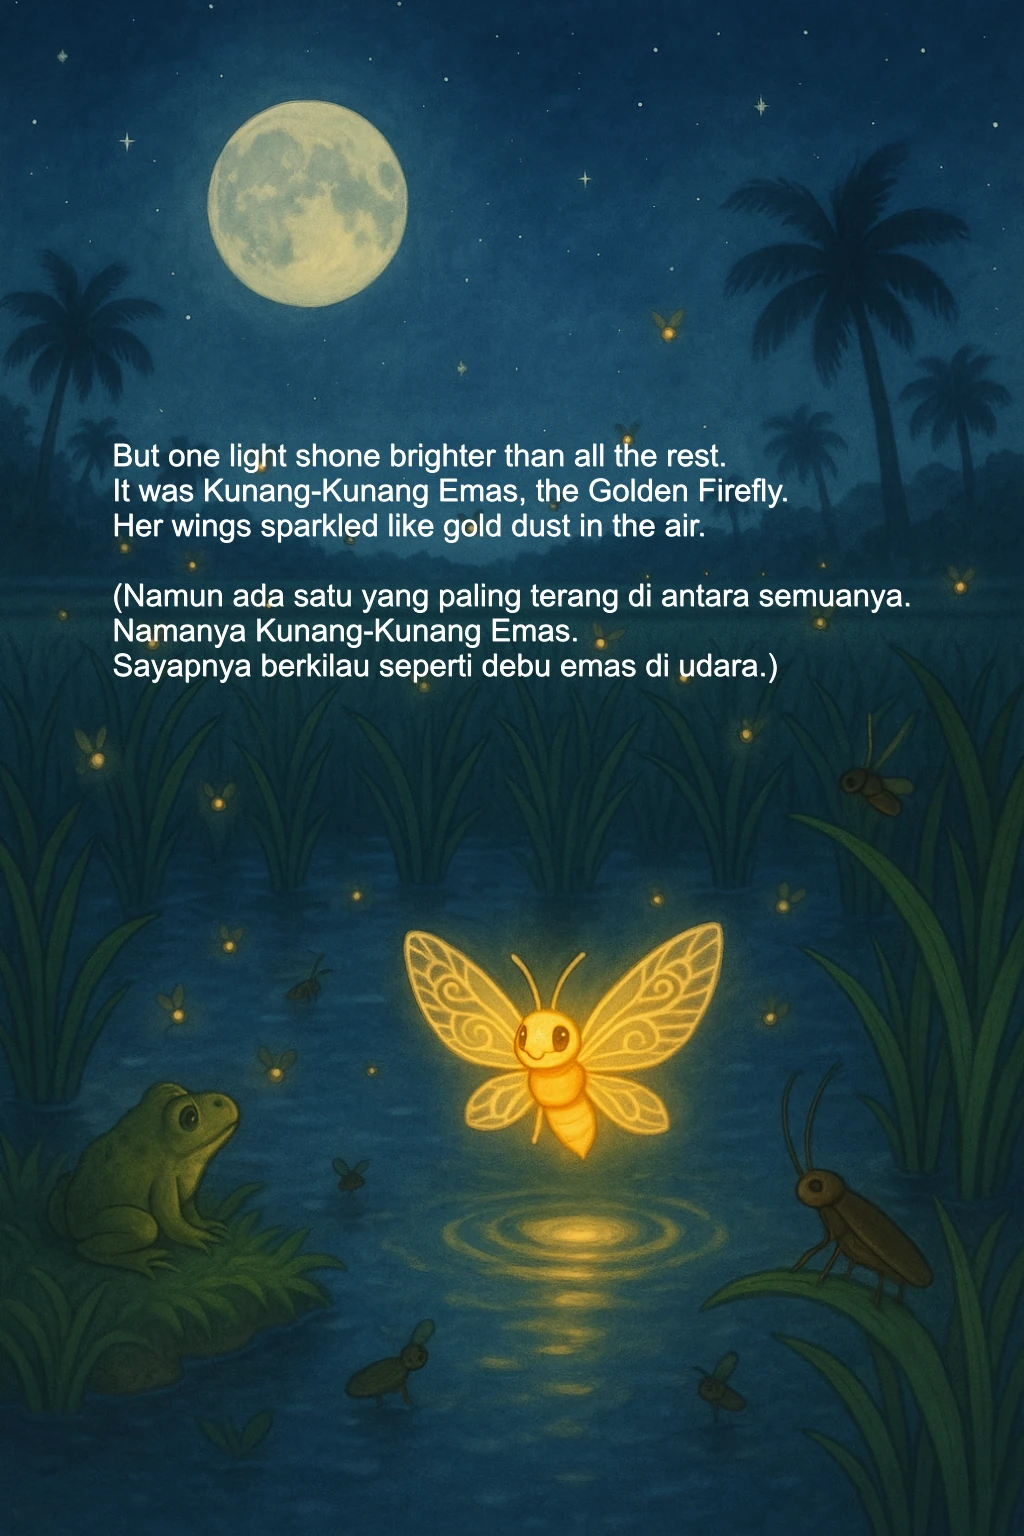 But one light shone brighter than all the rest.
It was Kunang-Kunang Emas, the Golden Firefly.
Her wings sparkled like gold dust in the air.
(Namun ada satu yang paling terang di antara semuanya.
Namanya Kunang-Kunang Emas.
Sayapnya berkilau seperti debu emas di udara.)